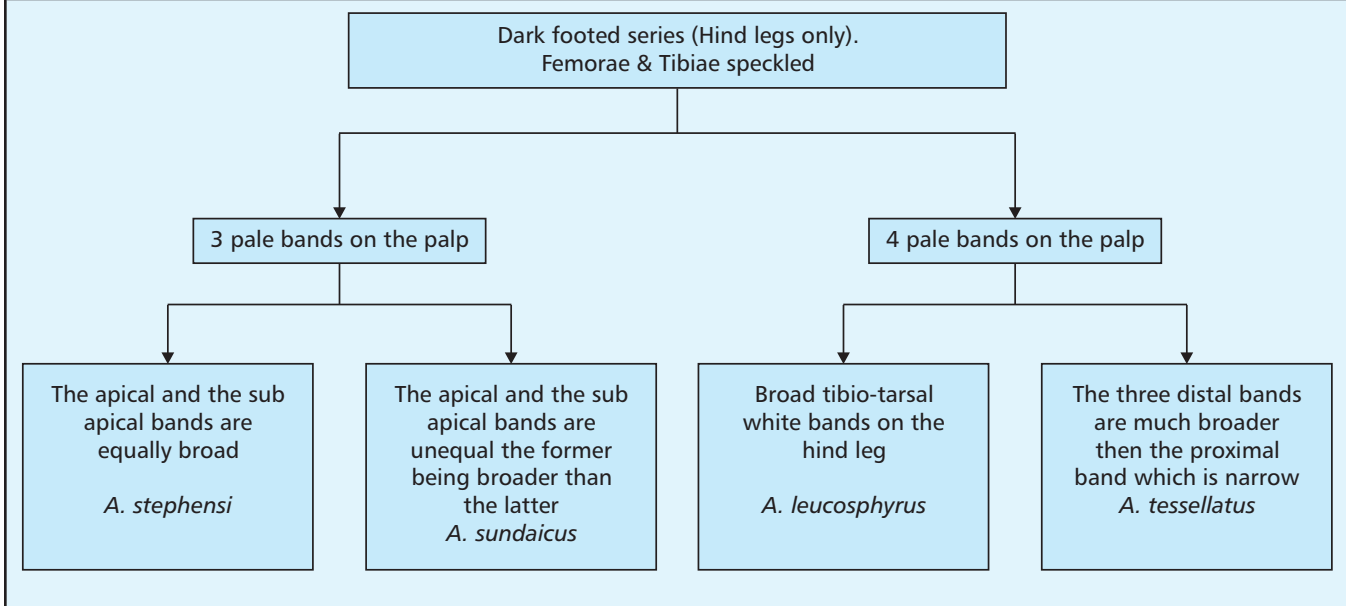 Dark footed series (Hind legs only).
Femorae & Tibiae speckled
3 pale bands on the palp
4 pale bands on the palp
The apical and the sub
apical bands are
equally broad
A. stephensi
The apical and the sub
apical bands are
unequal the former
being broader than
the latter
A. sundaicus
Broad tibio-tarsal
white bands on the
hind leg
A. leucosphyrus
The three distal bands
are much broader
then the proximal
band which is narrow
A. tessellatus